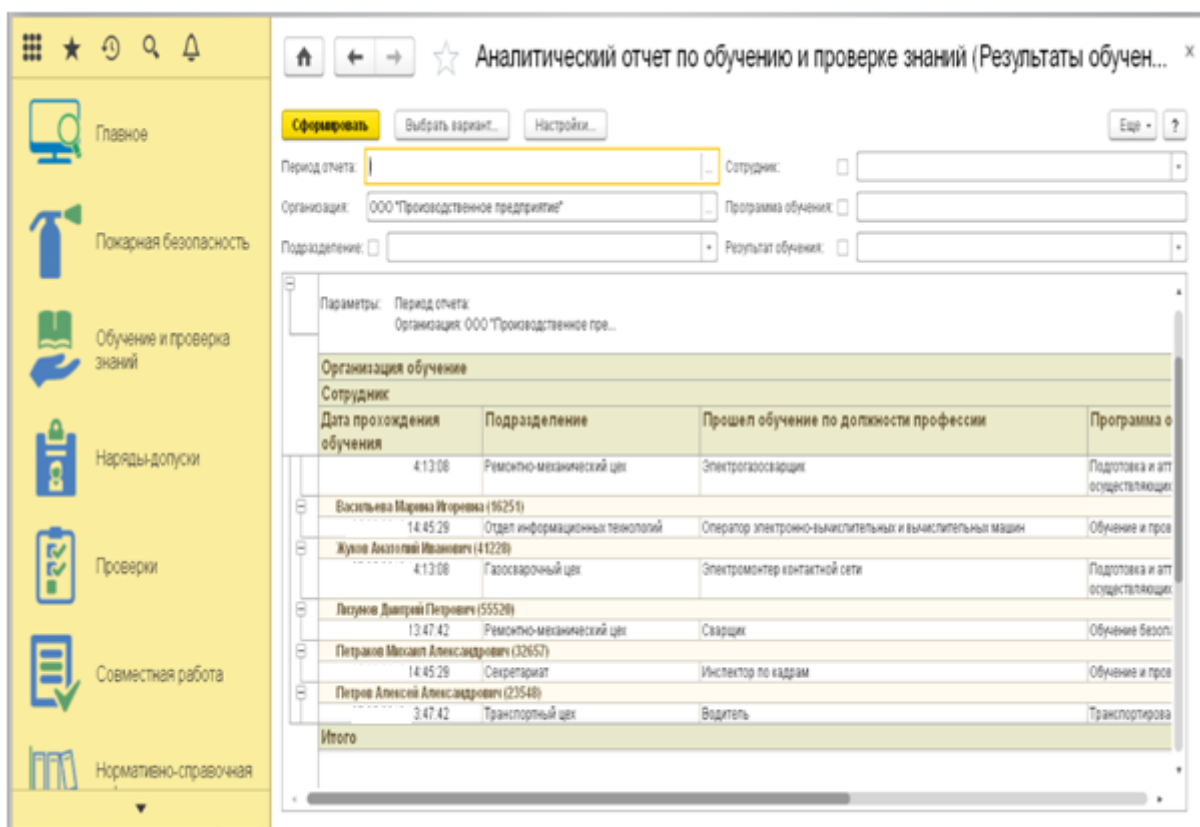 Аналитический отчет по обучению и проверке знаний (Результаты обучен... x
Главное
Пожарная безопасность
Обучение и проверка
знаний
Наряды-допуски
Проверки
Совместная работа
Нормативно-справочная
Сформировать Выбрать вариант... Настройки... Еще ?
Период отчета: ... Сотрудник:
Организация: ООО "Производственное предприятие" ... Программа обучения:
Подразделение: Результат обучения:
Параметры: Период отчета:
Организация: ООО "Производственное пре...
Организация обучение
Сотрудник
Дата прохождения Подразделение Прошел обучение по должности профессии Программа о
обучения
4:13:08 Ремонтно-механический цех Электрогазосварщик Подготовка и атт
осуществляющих
Васильева Марина Игоревна (16251)
14:45:29 Отдел информационных технологий Оператор электронно-вычислительных и вычислительных машин Обучение и пров
Жуков Анатолий Иванович (41228)
4:13:08 Газосварочный цех Электромонтер контактной сети Подготовка и атт
осуществляющих
Лизунов Дмитрий Петрович (55520)
13:47:42 Ремонтно-механический цех Сварщик Обучение безопа
Петраков Михаил Александрович (32657)
14:45:29 Секретариат Инспектор по кадрам Обучение и пров
Петров Алексей Александрович (23548)
3:47:42 Транспортный цех Водитель Транспортирова
Итого